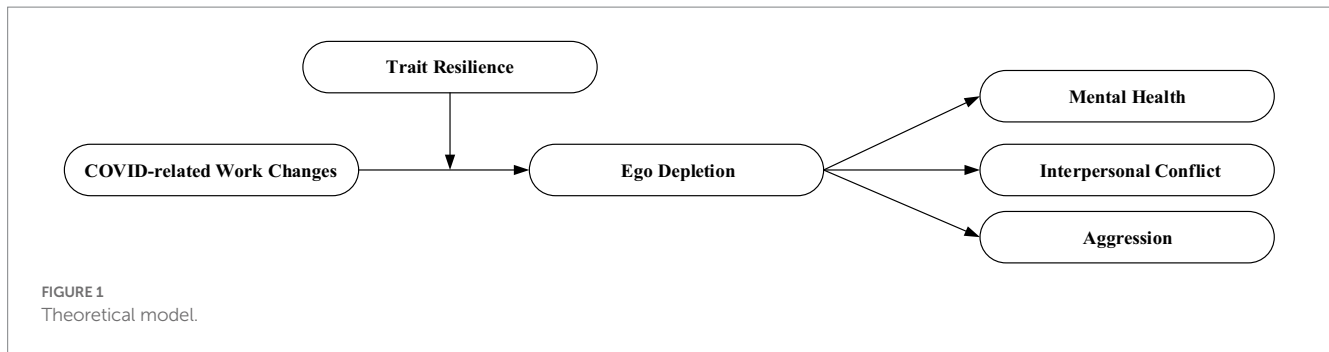 Trait Resilience
Mental Health
COVID-related Work Changes
Ego Depletion
Interpersonal Conflict
Aggression
FIGURE 1
Theoretical model.